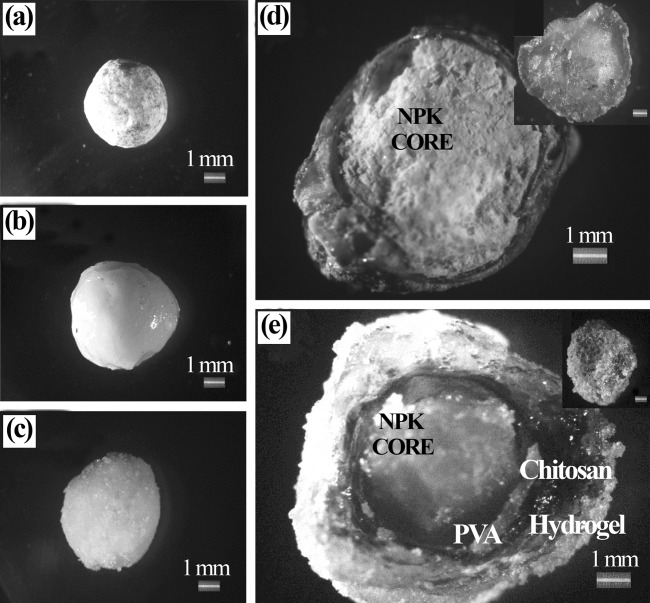 (a)
1 mm
(b)
1 mm
(c)
1 mm
(d)
NPK
CORE
1 mm
(e)
NPK
CORE
Chitosan
Hydrogel
PVA
1 mm